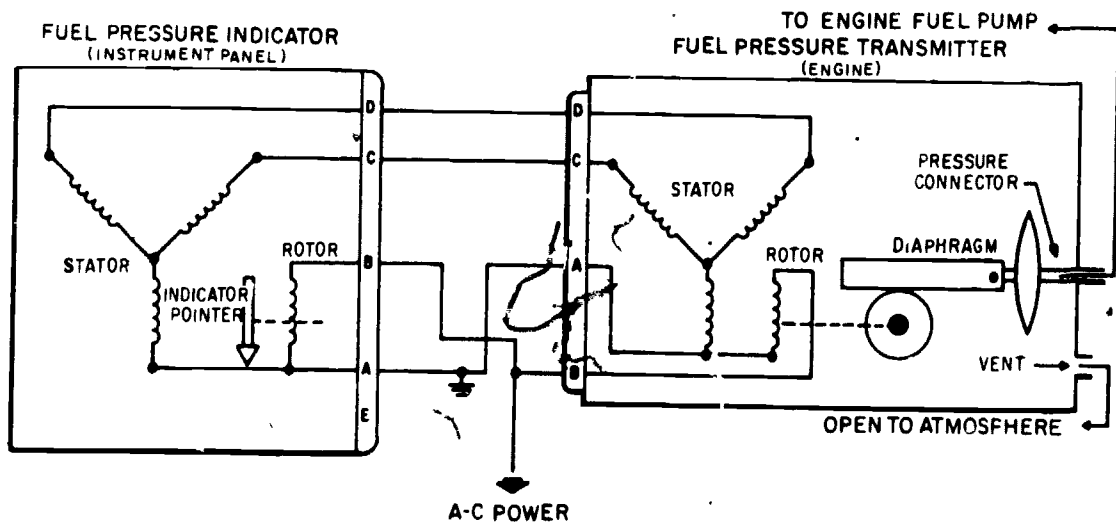 FUEL PRESSURE INDICATOR
(INSTRUMENT PANEL)
TO ENGINE FUEL PUMP
FUEL PRESSURE TRANSMITTER
(ENGINE)
D
C
STATOR
ROTOR
B
INDICATOR
POINTER
A
E
D
C
STATOR
A
ROTOR
B
PRESSURE
CONNECTOR
DIAPHRAGM
VENT
OPEN TO ATMOSPHERE
A-C POWER